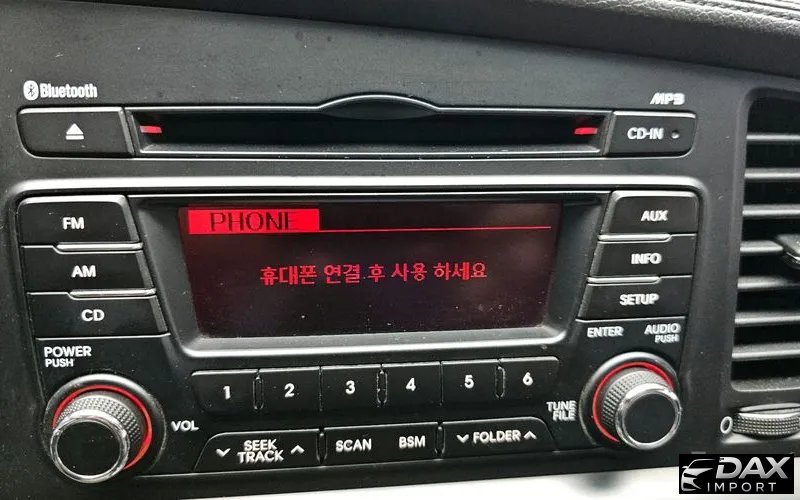 Bluetooth
MP3
CD-IN
FM
AM
CD
AUX
INFO
SETUP
PHONE
휴대폰 연결 후 사용 하세요
POWER
PUSH
VOL
1 2 3 4 5 6
ENTER
AUDIO
PUSH
TUNE
FILE
SEEK
TRACK
SCAN
BSM
FOLDER
DAX
IMPORT